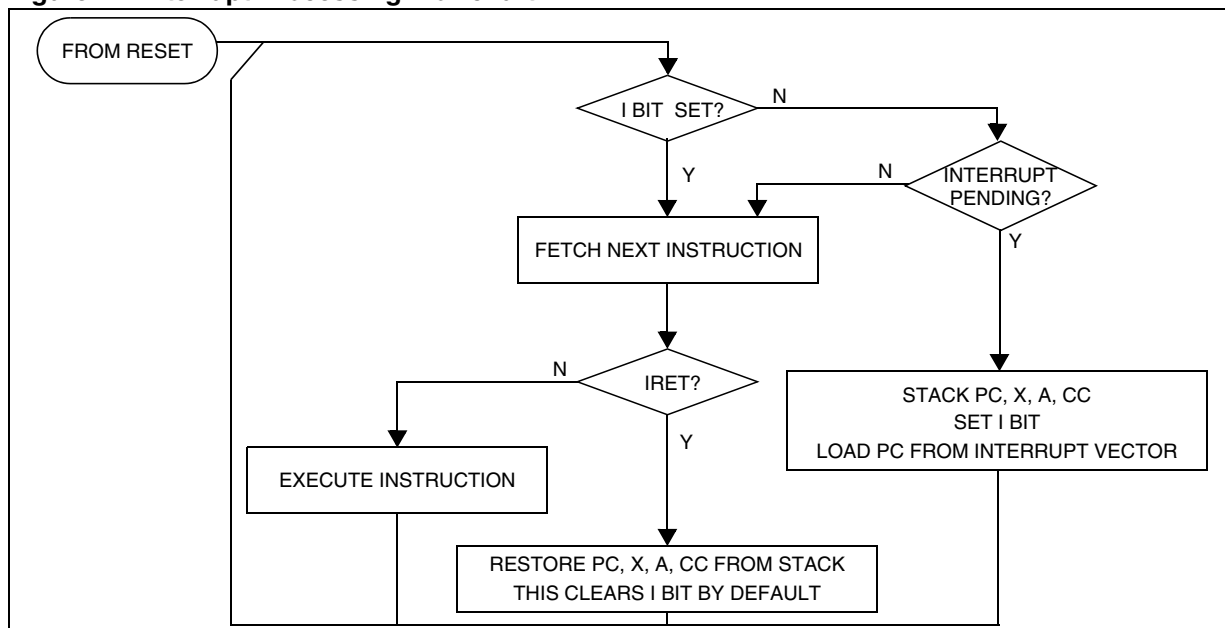 FROM RESET
I BIT SET?
N
Y
N
INTERRUPT
PENDING?
Y
FETCH NEXT INSTRUCTION
N
IRET?
Y
STACK PC, X, A, CC
SET I BIT
LOAD PC FROM INTERRUPT VECTOR
EXECUTE INSTRUCTION
RESTORE PC, X, A, CC FROM STACK
THIS CLEARS I BIT BY DEFAULT